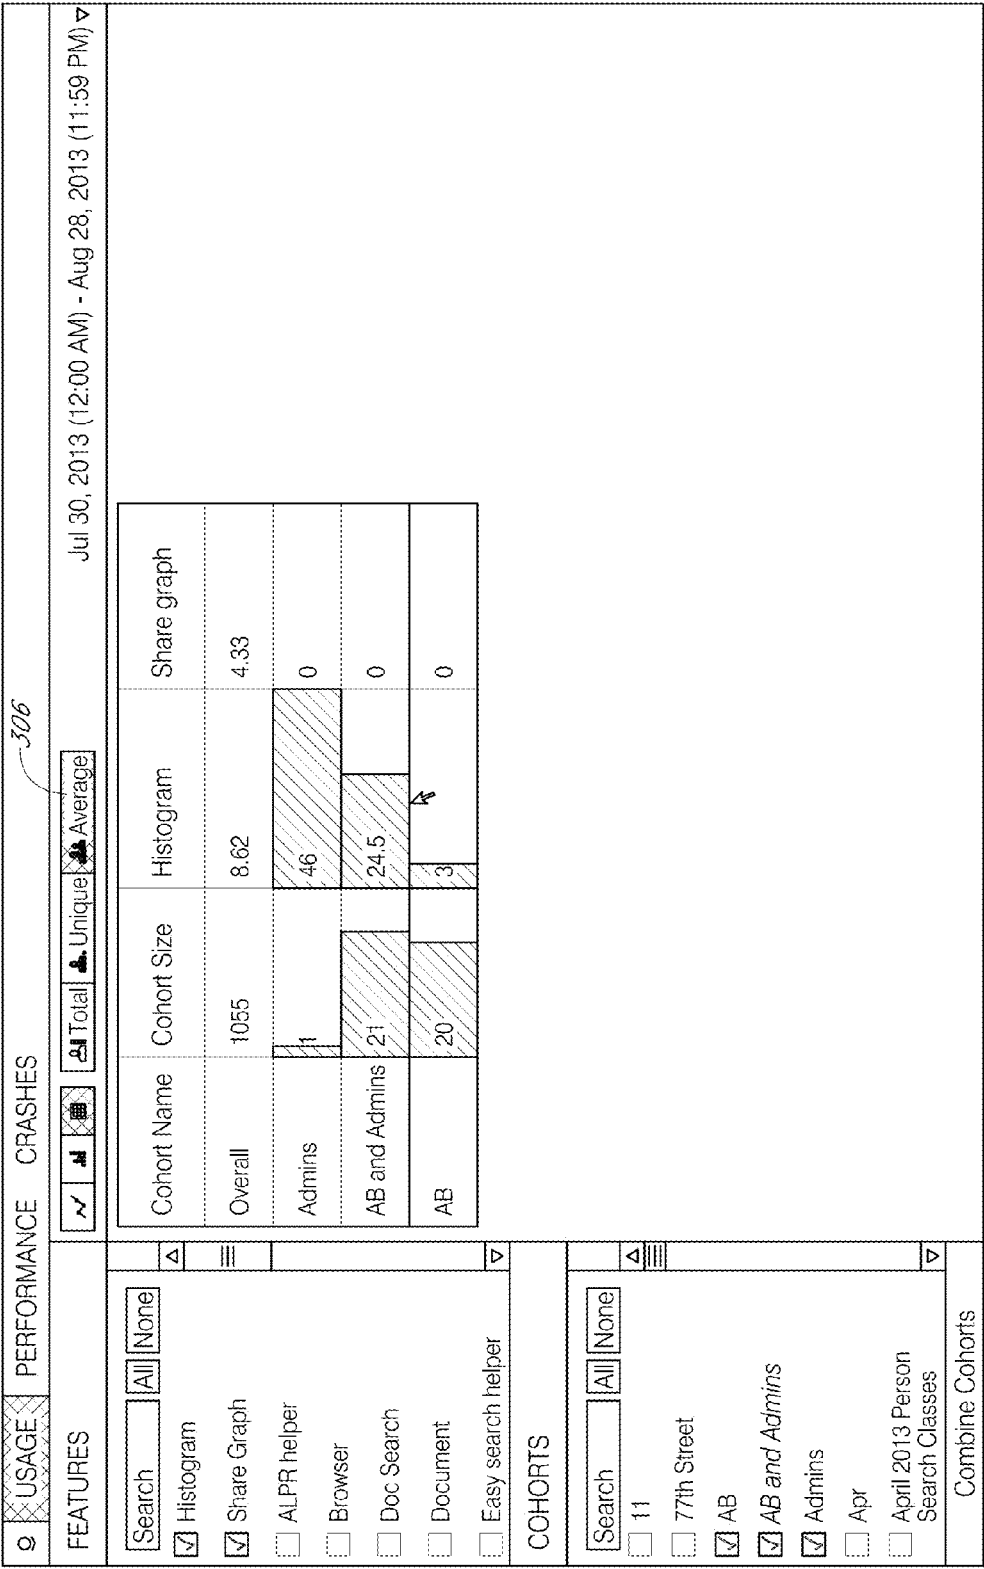 USAGE PERFORMANCE CRASHES
306
FEATURES
Total Unique Average
Jul 30, 2013 (12:00 AM) - Aug 28, 2013 (11:59 PM)
Search All None
Histogram
Share Graph
ALPR helper
Browser
Doc Search
Document
Easy search helper
COHORTS
Search All None
11
77th Street
AB
AB and Admins
Admins
Apr
April 2013 Person
Search Classes
Combine Cohorts
Cohort Name Cohort Size Histogram Share graph
Overall 1055 8.62 4.33
Admins 1 46 0
AB and Admins 21 24.5 0
AB 20 3 0